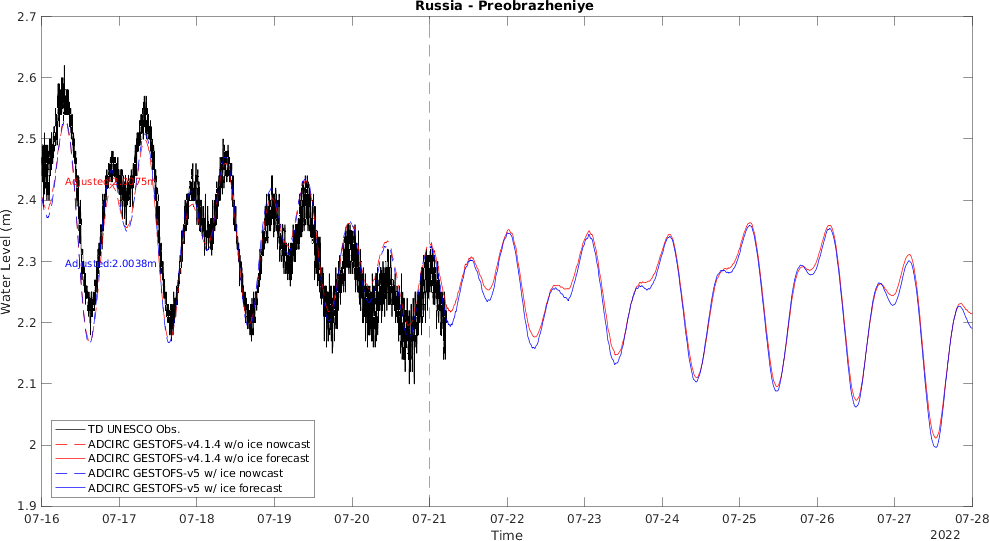 Russia - Preobrazheniye
2.7
2.6
2.5
2.4
2.3
2.2
2.1
2
1.9
Water Level (m)
Adjusted:2.0038m
TD UNESCO Obs.
ADCIRC GESTOFS-v4.1.4 w/o ice nowcast
ADCIRC GESTOFS-v4.1.4 w/o ice forecast
ADCIRC GESTOFS-v5 w/ ice nowcast
ADCIRC GESTOFS-v5 w/ ice forecast
07-16 07-17 07-18 07-19 07-20 07-21 07-22 07-23 07-24 07-25 07-26 07-27 07-28
Time
2022